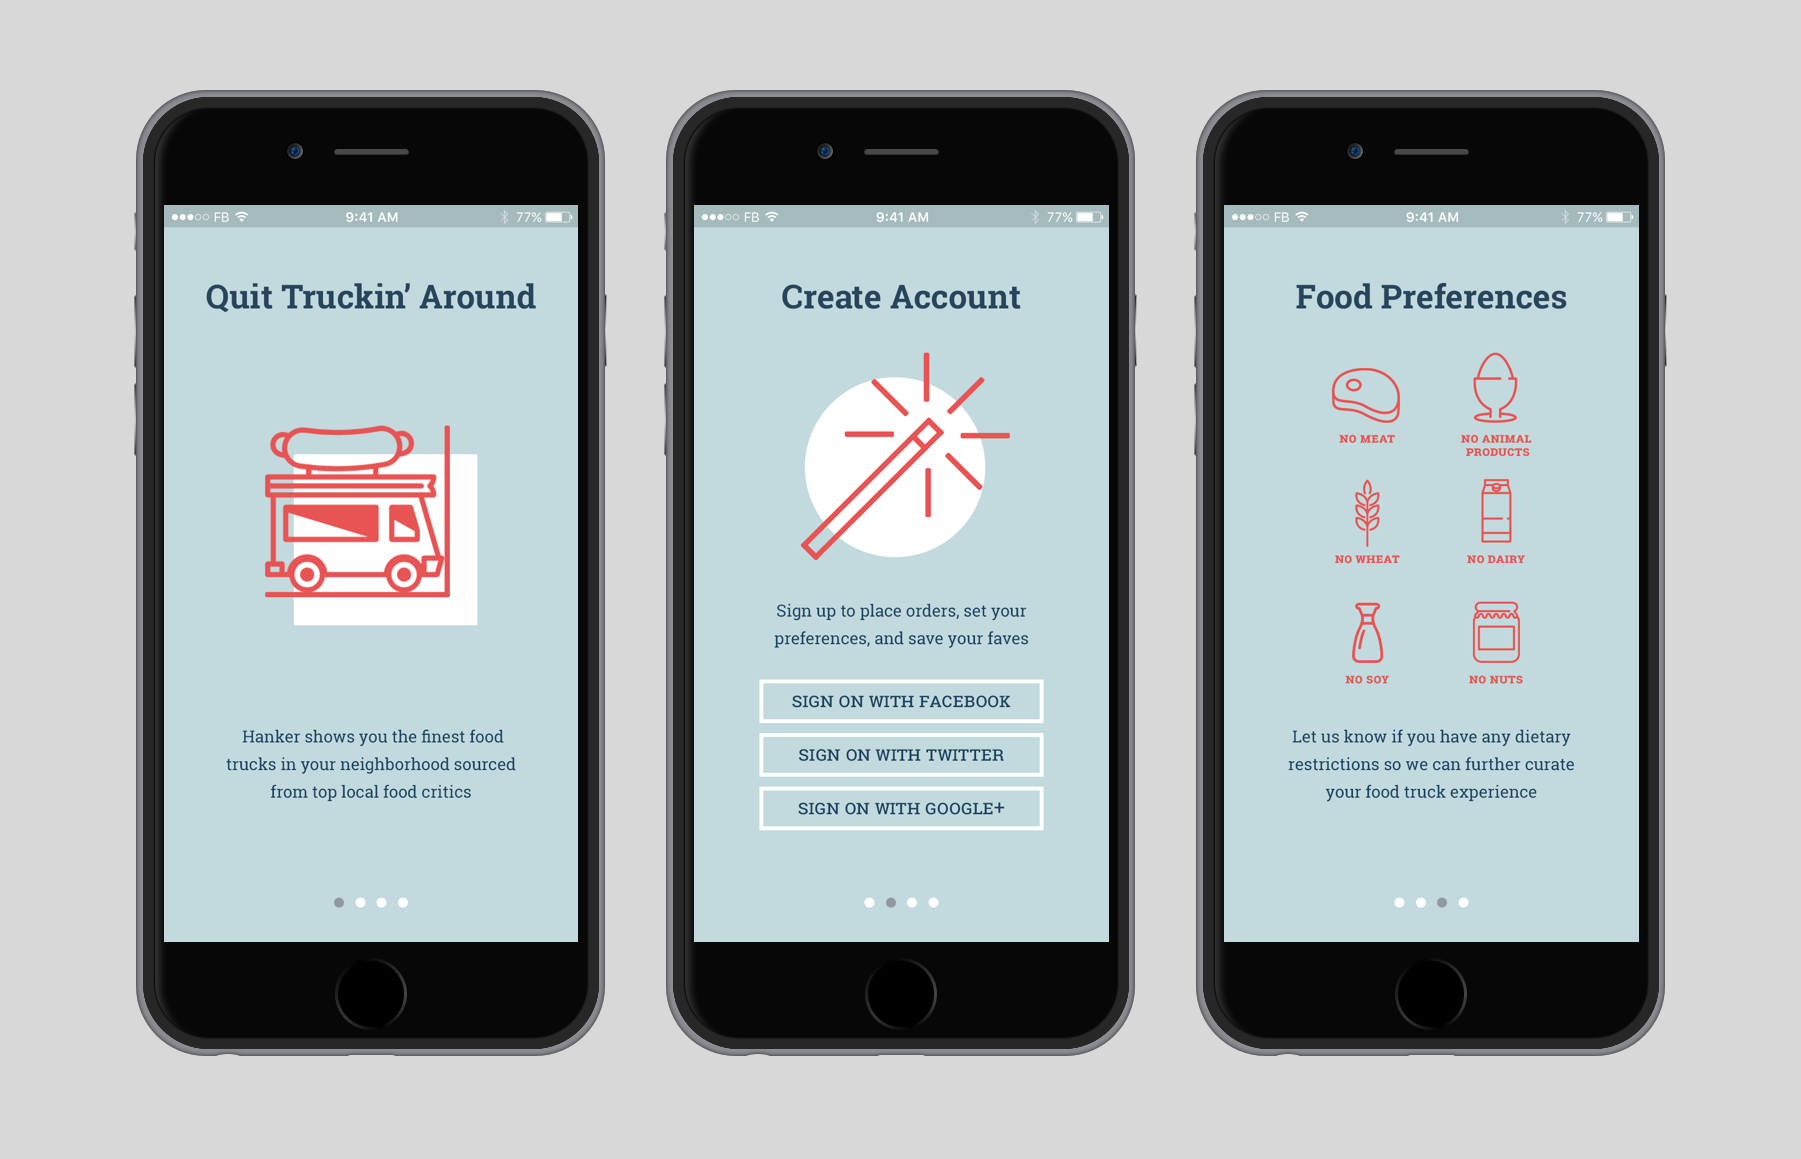 FB 9:41 AM 77%
Quit Truckin’ Around
Hanker shows you the finest food
trucks in your neighborhood sourced
from top local food critics
FB 9:41 AM 77%
Create Account
Sign up to place orders, set your
preferences, and save your faves
SIGN ON WITH FACEBOOK
SIGN ON WITH TWITTER
SIGN ON WITH GOOGLE+
FB 9:41 AM 77%
Food Preferences
NO MEAT
NO ANIMAL
PRODUCTS
NO WHEAT
NO DAIRY
NO SOY
NO NUTS
Let us know if you have any dietary
restrictions so we can further curate
your food truck experience